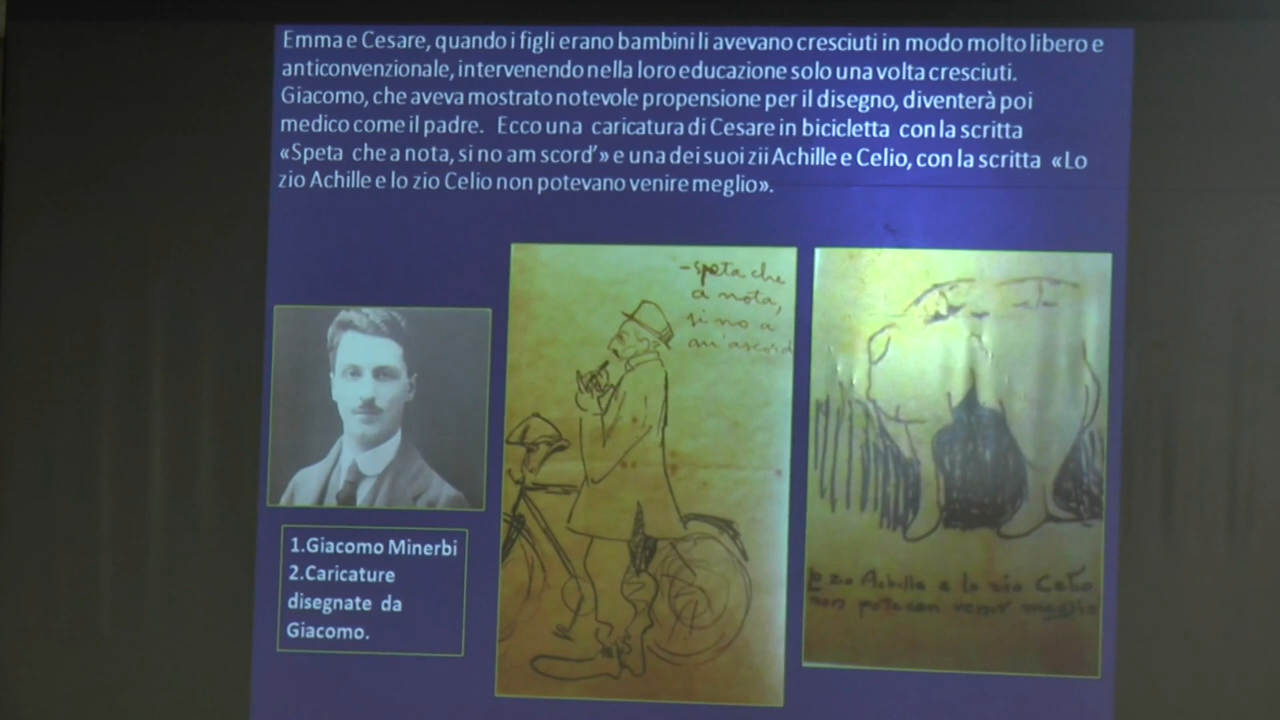 Emma e Cesare, quando i figli erano bambini li avevano cresciuti in modo molto libero e
anticonvenzionale, intervenendo nella loro educazione solo una volta cresciuti.
Giacomo, che aveva mostrato notevole propensione per il disegno, diventerà poi
medico come il padre. Ecco una caricatura di Cesare in bicicletta con la scritta
«Speta che a nota, si no am scord’» e una dei suoi zii Achille e Celio, con la scritta «Lo
zio Achille e lo zio Celio non potevano venire meglio».
-speta che
a nota,
si no a
m'ascord
1.Giacomo Minerbi
2.Caricature
disegnate da
Giacomo.
Lo zio Achille e lo zio Celio
non potevan venir meglio